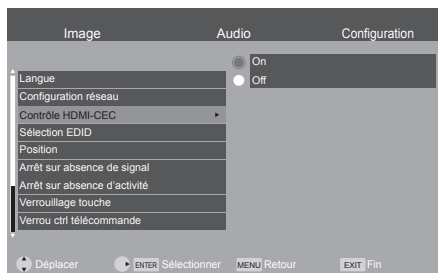 Image Audio Configuration
On
Off
Langue
Configuration réseau
Contrôle HDMI-CEC
Sélection EDID
Position
Arrêt sur absence de signal
Arrêt sur absence d'activité
Verrouillage touche
Verrou ctrl télécommande
Déplacer ENTER Sélectionner MENU Retour EXIT Fin